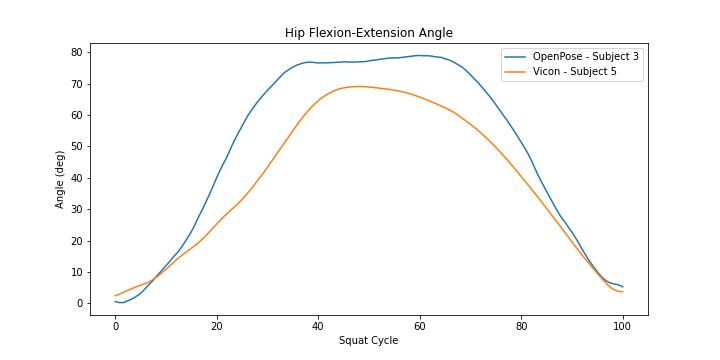 Hip Flexion-Extension Angle
OpenPose - Subject 3
Vicon - Subject 5
Angle (deg)
80
70
60
50
40
30
20
10
0
0 20 40 60 80 100
Squat Cycle